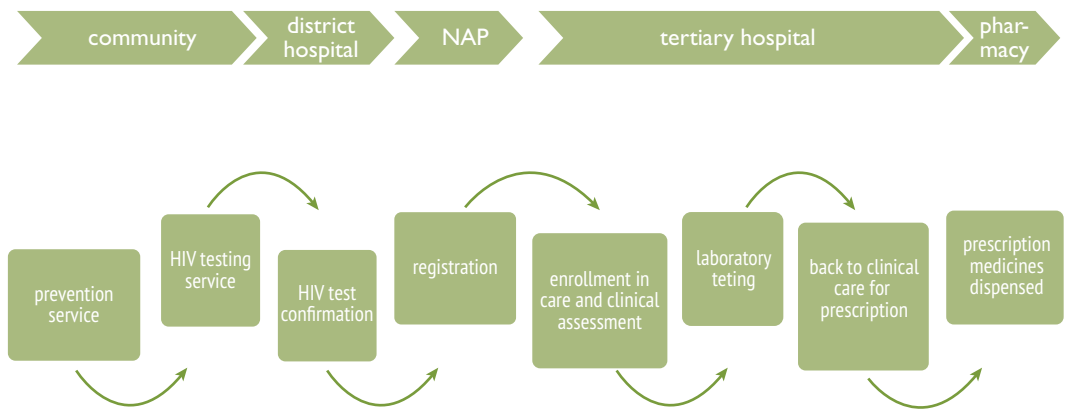 community
district
hospital
NAP
tertiary hospital
phar-
macy
prevention
service
HIV testing
service
HIV test
confirmation
registration
enrollment in
care and clinical
assessment
laboratory
teting
back to clinical
care for
prescription
prescription
medicines
dispensed